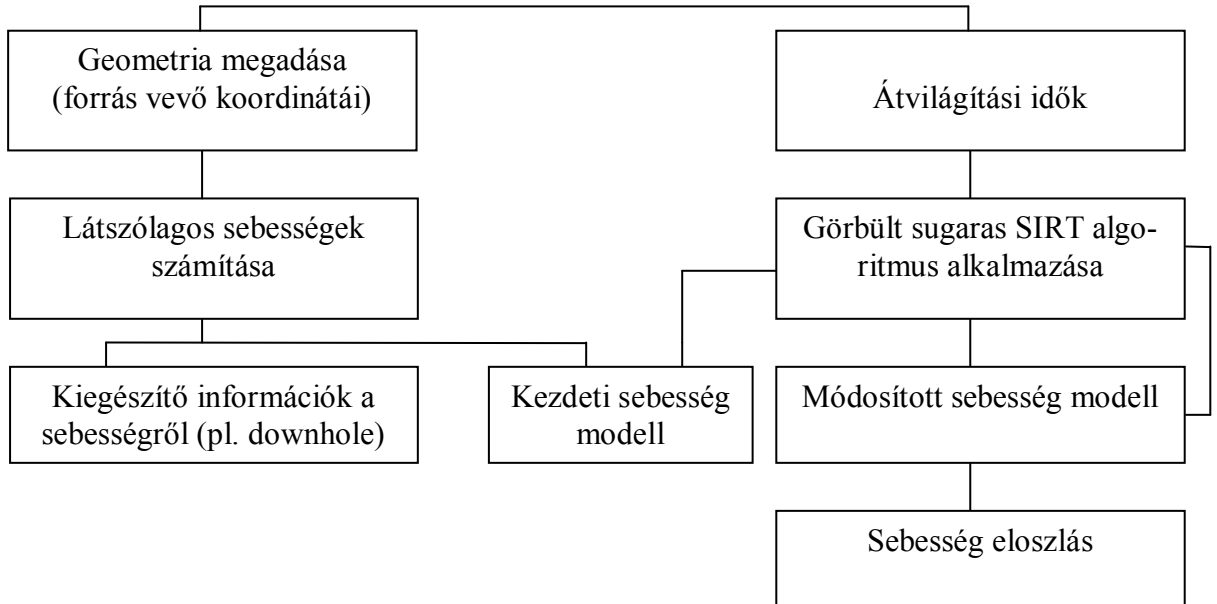 Geometria megadása
(forrás vevő koordinátái)
Átvilágítási idők
Látszólagos sebességek
számítása
Görbült sugaras SIRT algo-
ritmus alkalmazása
Kiegészítő információk a
sebességről (pl. downhole)
Kezdeti sebesség
modell
Módosított sebesség modell
Sebesség eloszlás